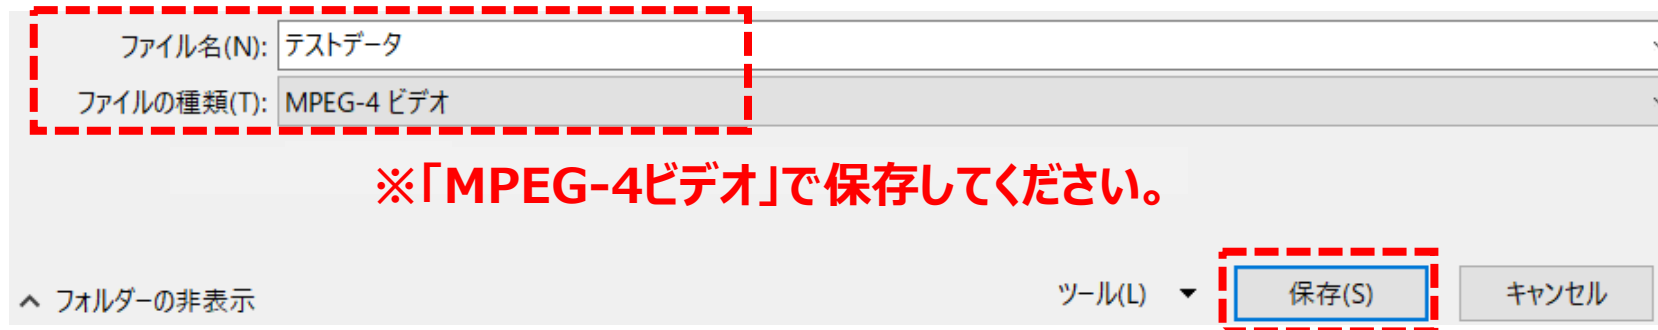 ファイル名(N): テストデータ
ファイルの種類(T): MPEG-4 ビデオ
※「MPEG-4ビデオ」で保存してください。
フォルダーの非表示 ツール(L) 保存(S) キャンセル